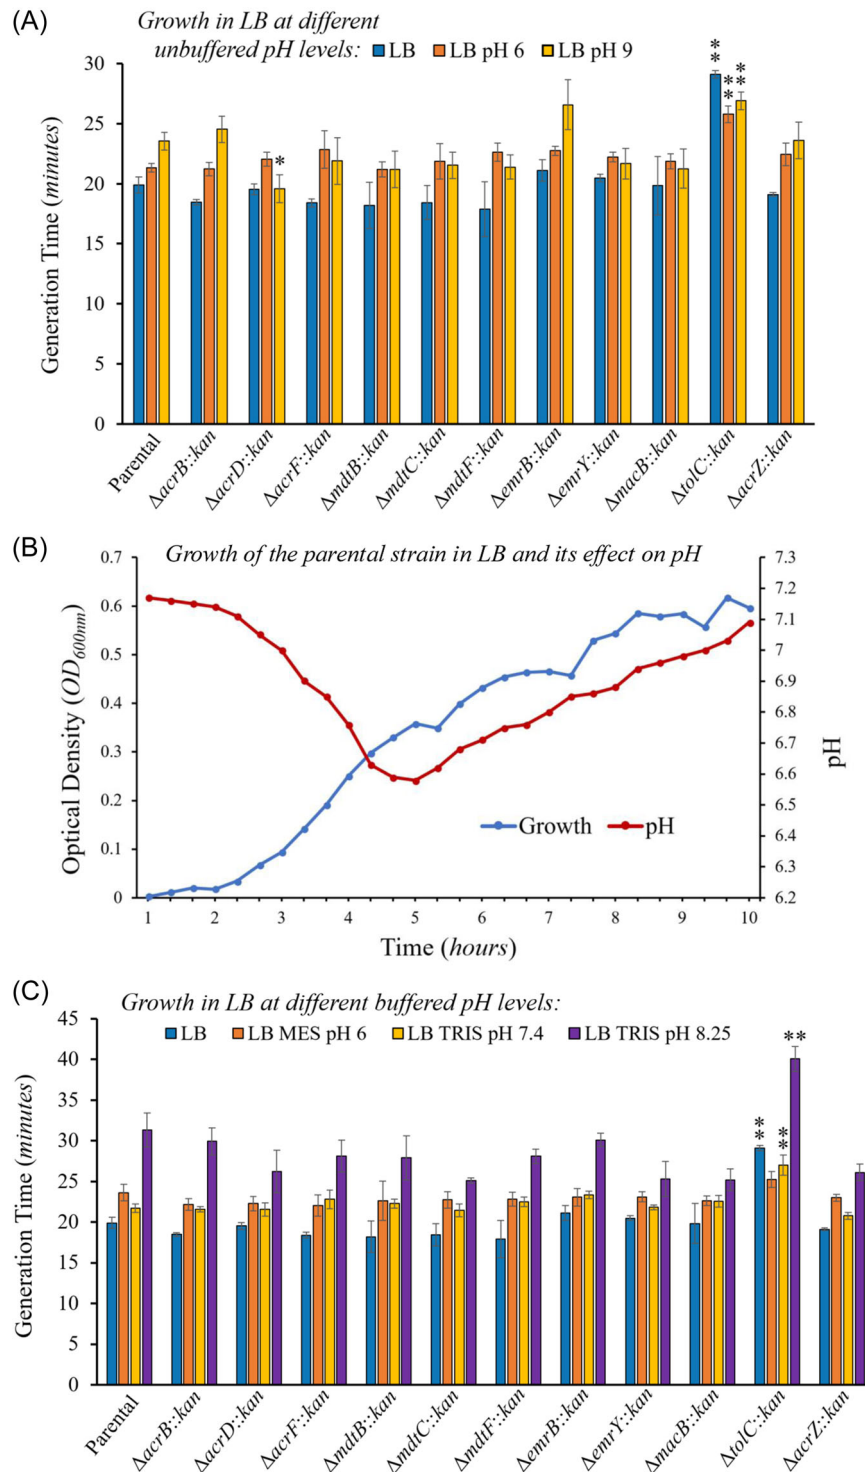 (A)
Growth in LB at different
unbuffered pH levels: LB LB pH 6 LB pH 9
Generation Time (minutes)
30
25
20
15
10
5
0
*
**
**
**
Parental
ΔacrB::kan
ΔacrD::kan
ΔacrF::kan
ΔmdtB::kan
ΔmdtC::kan
ΔmdtF::kan
ΔemrB::kan
ΔemrY::kan
ΔmacB::kan
ΔtolC::kan
ΔacrZ::kan
(B)
Growth of the parental strain in LB and its effect on pH
Optical Density (OD600nm)
0.7
0.6
0.5
0.4
0.3
0.2
0.1
0
7.3
7.2
7.1
7
6.9
6.8
6.7
6.6
6.5
6.4
6.3
6.2
pH
Growth pH
1 2 3 4 5 6 7 8 9 10
Time (hours)
(C)
Growth in LB at different buffered pH levels:
LB LB MES pH 6 LB TRIS pH 7.4 LB TRIS pH 8.25
Generation Time (minutes)
45
40
35
30
25
20
15
10
5
0
**
**
**
Parental
ΔacrB::kan
ΔacrD::kan
ΔacrF::kan
ΔmdtB::kan
ΔmdtC::kan
ΔmdtF::kan
ΔemrB::kan
ΔemrY::kan
ΔmacB::kan
ΔtolC::kan
ΔacrZ::kan